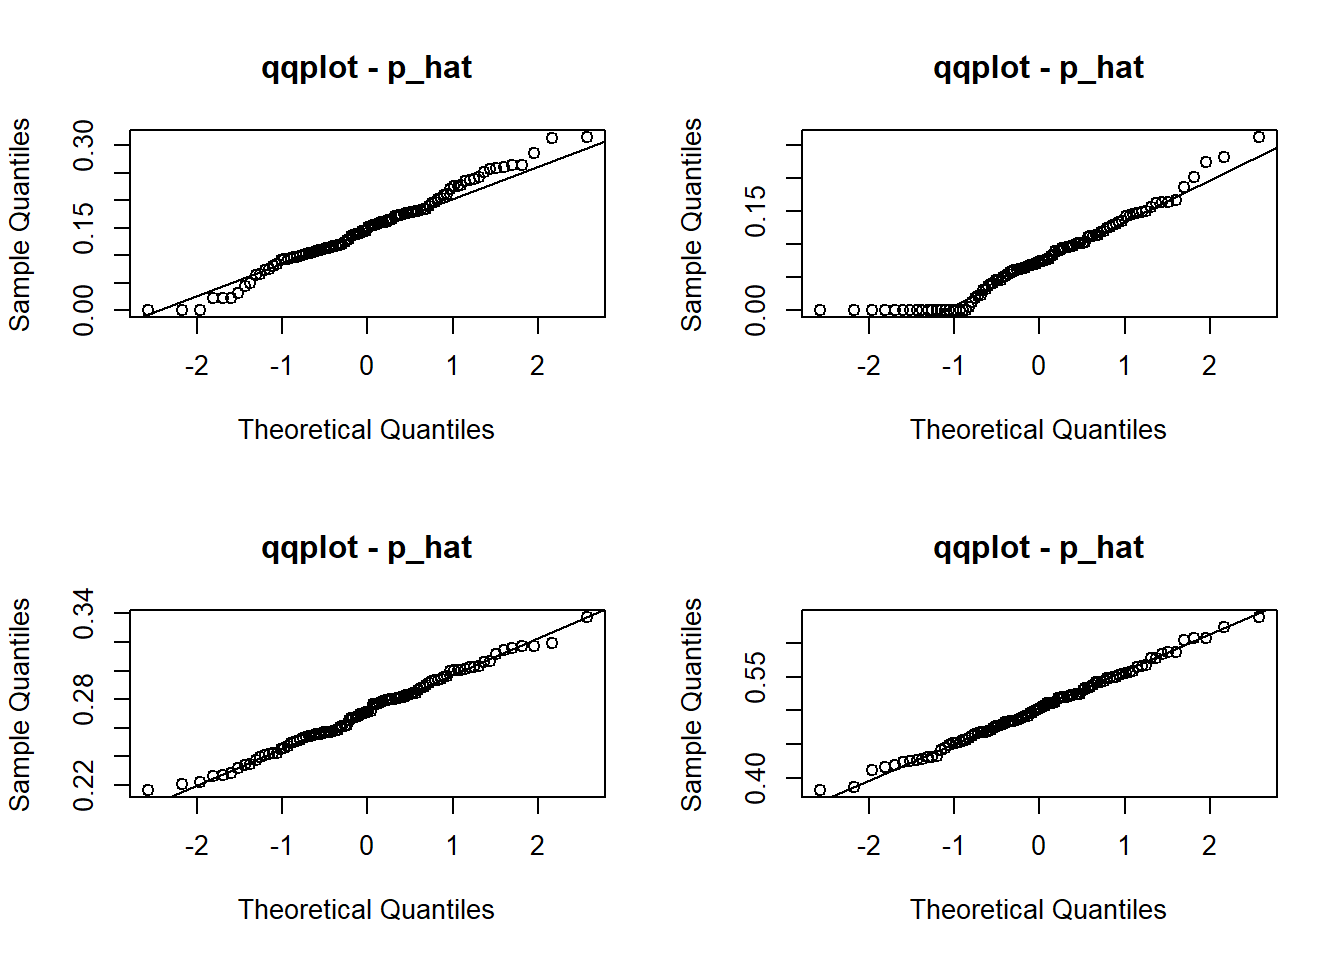 qqplot - p_hat
Sample Quantiles
0.30
0.15
0.00
-2 -1 0 1 2
Theoretical Quantiles
qqplot - p_hat
Sample Quantiles
0.15
0.00
-2 -1 0 1 2
Theoretical Quantiles
qqplot - p_hat
Sample Quantiles
0.34
0.28
0.22
-2 -1 0 1 2
Theoretical Quantiles
qqplot - p_hat
Sample Quantiles
0.55
0.40
-2 -1 0 1 2
Theoretical Quantiles